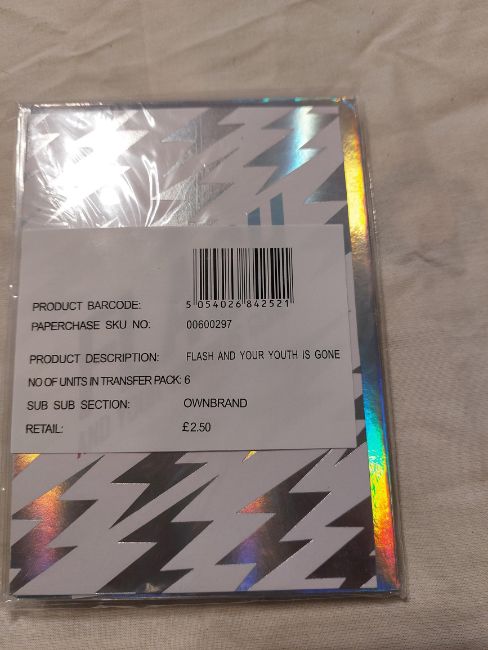 5 054026 842521
PRODUCT BARCODE:
PAPERCHASE SKU NO: 00600297
PRODUCT DESCRIPTION: FLASH AND YOUR YOUTH IS GONE
NO OF UNITS IN TRANSFER PACK: 6
SUB SUB SECTION: OWNBRAND
RETAIL: £2.50